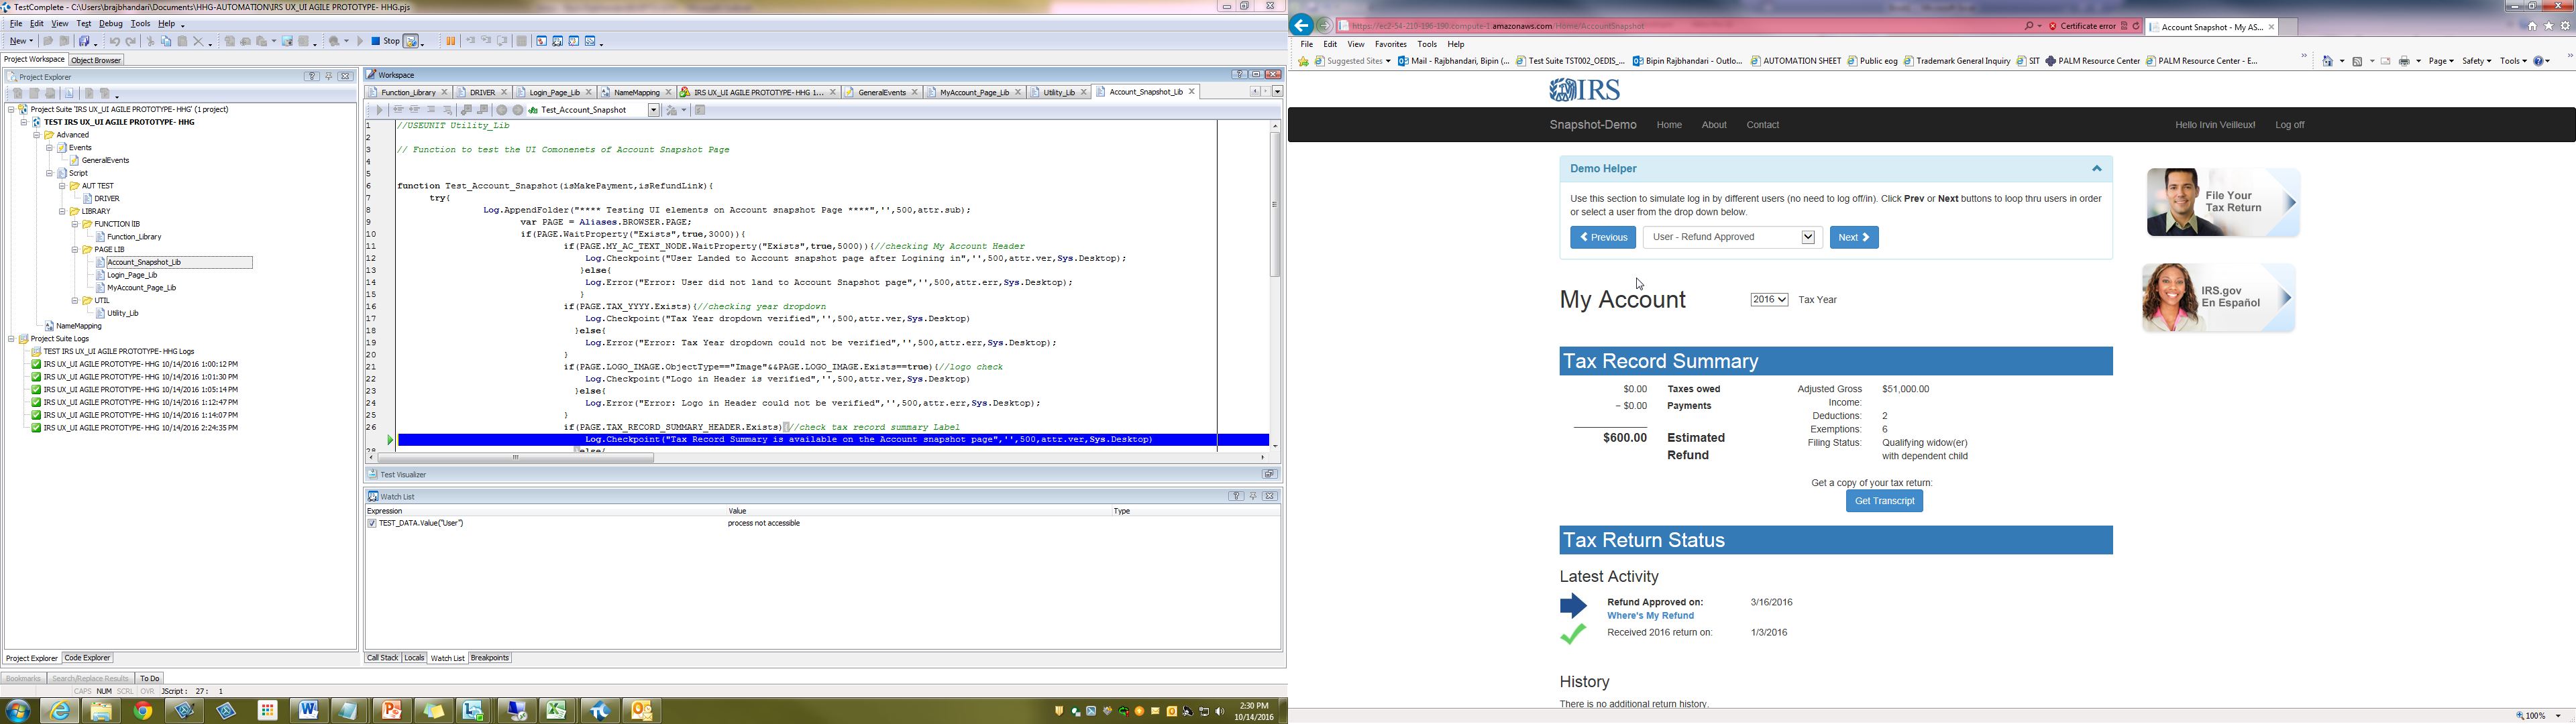 TestComplete - C:\Users\brajbhandari\Documents\HHG-AUTOMATION\IRS UX_UI AGILE PROTOTYPE- HHG.pjs
File Edit View Test Debug Tools Help
New
Stop
Project Workspace Object Browser
Project Explorer
Project Suite 'IRS UX_UI AGILE PROTOTYPE- HHG' (1 project)
TEST IRS UX_UI AGILE PROTOTYPE- HHG
Advanced
Events
GeneralEvents
Script
AUT TEST
DRIVER
LIBRARY
FUNCTION lIB
Function_Library
PAGE LIB
Account_Snapshot_Lib
Login_Page_Lib
MyAccount_Page_Lib
UTIL
Utility_Lib
NameMapping
Project Suite Logs
TEST IRS UX_UI AGILE PROTOTYPE- HHG Logs
IRS UX_UI AGILE PROTOTYPE- HHG 10/14/2016 1:00:12 PM
IRS UX_UI AGILE PROTOTYPE- HHG 10/14/2016 1:01:30 PM
IRS UX_UI AGILE PROTOTYPE- HHG 10/14/2016 1:05:14 PM
IRS UX_UI AGILE PROTOTYPE- HHG 10/14/2016 1:12:47 PM
IRS UX_UI AGILE PROTOTYPE- HHG 10/14/2016 1:14:07 PM
IRS UX_UI AGILE PROTOTYPE- HHG 10/14/2016 2:24:35 PM
Project Explorer Code Explorer
Workspace
Function_Library DRIVER Login_Page_Lib NameMapping IRS UX_UI AGILE PROTOTYPE- HHG 1... GeneralEvents MyAccount_Page_Lib Utility_Lib Account_Snapshot_Lib
Test_Account_Snapshot
1 //USEUNIT Utility_Lib
2
3 // Function to test the UI Comonenets of Account Snapshot Page
4
5
6 function Test_Account_Snapshot(isMakePayment,isRefundLink){
7 try{
8 Log.AppendFolder("**** Testing UI elements on Account snapshot Page ****",'',500,attr.sub);
9 var PAGE = Aliases.BROWSER.PAGE;
10 if(PAGE.WaitProperty("Exists",true,3000)){
11 if(PAGE.MY_AC_TEXT_NODE.WaitProperty("Exists",true,5000)){//checking My Account Header
12 Log.Checkpoint("User Landed to Account snapshot page after Logining in",'',500,attr.ver,Sys.Desktop);
13 }else{
14 Log.Error("Error: User did not land to Account Snapshot page",'',500,attr.err,Sys.Desktop);
15 }
16 if(PAGE.TAX_YYYY.Exists){//checking year dropdown
17 Log.Checkpoint("Tax Year dropdown verified",'',500,attr.ver,Sys.Desktop)
18 }else{
19 Log.Error("Error: Tax Year dropdown could not be verified",'',500,attr.err,Sys.Desktop);
20 }
21 if(PAGE.LOGO_IMAGE.ObjectType=="Image"&&PAGE.LOGO_IMAGE.Exists==true){//logo check
22 Log.Checkpoint("Logo in Header is verified",'',500,attr.ver,Sys.Desktop)
23 }else{
24 Log.Error("Error: Logo in Header could not be verified",'',500,attr.err,Sys.Desktop);
25 }
26 if(PAGE.TAX_RECORD_SUMMARY_HEADER.Exists){//check tax record summary Label
Log.Checkpoint("Tax Record Summary is available on the Account snapshot page",'',500,attr.ver,Sys.Desktop)
28 }else{
Test Visualizer
Watch List
Expression Value Type
TEST_DATA.Value("User") process not accessible
Call Stack Locals Watch List Breakpoints
Bookmarks Search/Replace Results To Do
CAPS NUM SCRL OVR JScript : 27 : 1
2:30 PM
10/14/2016
https://ec2-54-210-196-190.compute-1.amazonaws.com/Home/AccountSnapshot
Certificate error
Account Snapshot - My AS...
File Edit View Favorites Tools Help
Suggested Sites Mail - Rajbhandari, Bipin (... Test Suite TST002_OEDIS_... Bipin Rajbhandari - Outlo... AUTOMATION SHEET Public eog Trademark General Inquiry SIT PALM Resource Center PALM Resource Center - E...
Page Safety Tools
IRS
Snapshot-Demo Home About Contact Hello Irvin Veilleux! Log off
Demo Helper
Use this section to simulate log in by different users (no need to log off/in). Click Prev or Next buttons to loop thru users in order
or select a user from the drop down below.
Previous User - Refund Approved Next
My Account 2016 Tax Year
Tax Record Summary
$0.00 Taxes owed
− $0.00 Payments
$600.00 Estimated
Refund
Adjusted Gross $51,000.00
Income:
Deductions: 2
Exemptions: 6
Filing Status: Qualifying widow(er)
with dependent child
Get a copy of your tax return:
Get Transcript
Tax Return Status
Latest Activity
Refund Approved on: 3/16/2016
Where's My Refund
Received 2016 return on: 1/3/2016
History
There is no additional return history.
File Your
Tax Return
IRS.gov
En Español
100%